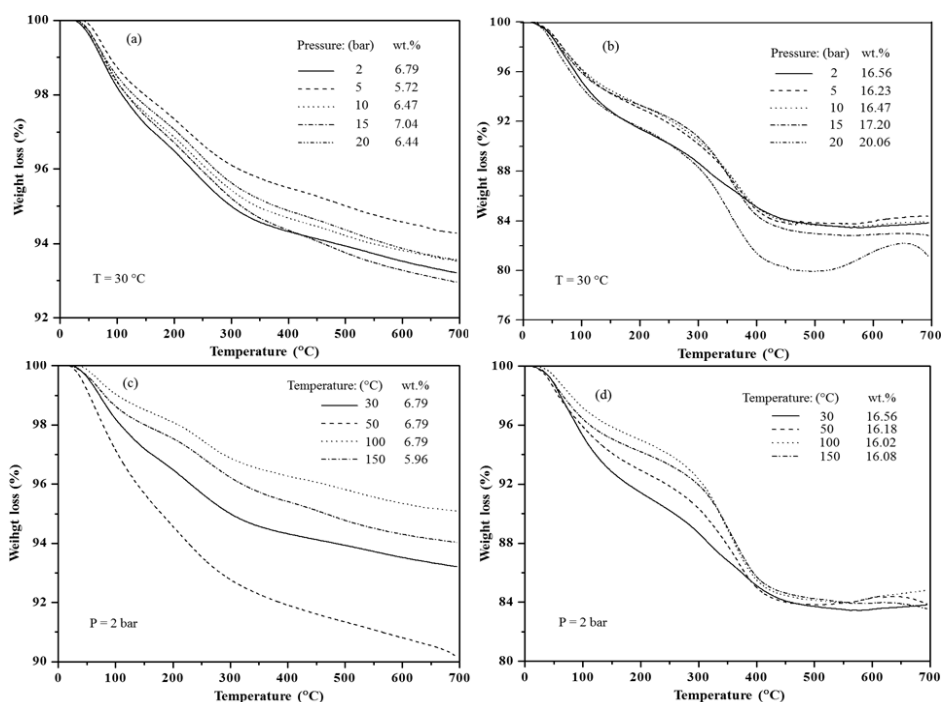 (a)
Pressure: (bar) wt.%
2 6.79
5 5.72
10 6.47
15 7.04
20 6.44
T = 30 °C
Weight loss (%)
100
98
96
94
92
0 100 200 300 400 500 600 700
Temperature (°C)
(b)
Pressure: (bar) wt.%
2 16.56
5 16.23
10 16.47
15 17.20
20 20.06
T = 30 °C
Weight loss (%)
100
96
92
88
84
80
76
0 100 200 300 400 500 600 700
Temperature (°C)
(c)
Temperature: (°C) wt.%
30 6.79
50 6.79
100 6.79
150 5.96
P = 2 bar
Weihgt loss (%)
100
98
96
94
92
90
0 100 200 300 400 500 600 700
Temperature (°C)
(d)
Temperature: (°C) wt.%
30 16.56
50 16.18
100 16.02
150 16.08
P = 2 bar
Weight loss (%)
100
96
92
88
84
80
0 100 200 300 400 500 600 700
Temperature (°C)